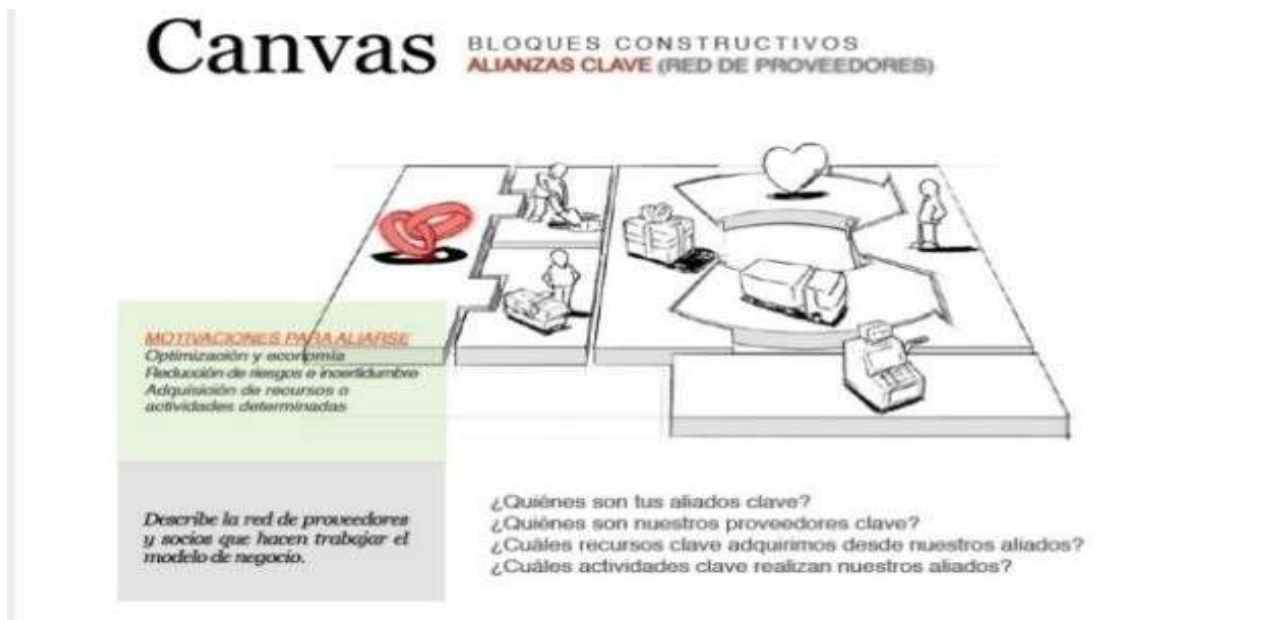 Canvas
BLOQUES CONSTRUCTIVOS
ALIANZAS CLAVE (RED DE PROVEEDORES)
MOTIVACIONES PARA ALIARSE
Optimización y economía
Reducción de riesgos e incertidumbre
Adquisición de recursos o
actividades determinadas
Describe la red de proveedores
y socios que hacen trabajar el
modelo de negocio.
¿Quiénes son tus aliados clave?
¿Quiénes son nuestros proveedores clave?
¿Cuáles recursos clave adquirimos desde nuestros aliados?
¿Cuáles actividades clave realizan nuestros aliados?